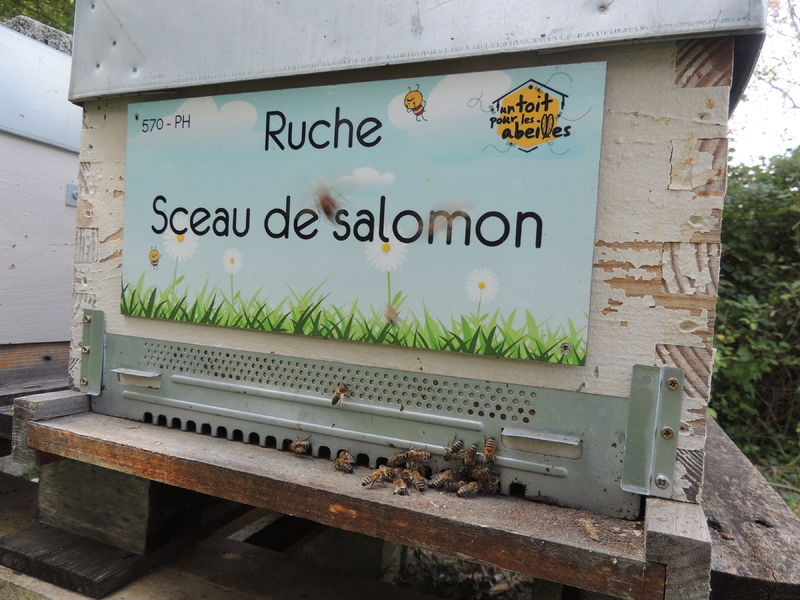 570 - PH
Ruche
un toit
pour les
abeilles
Sceau de salomon